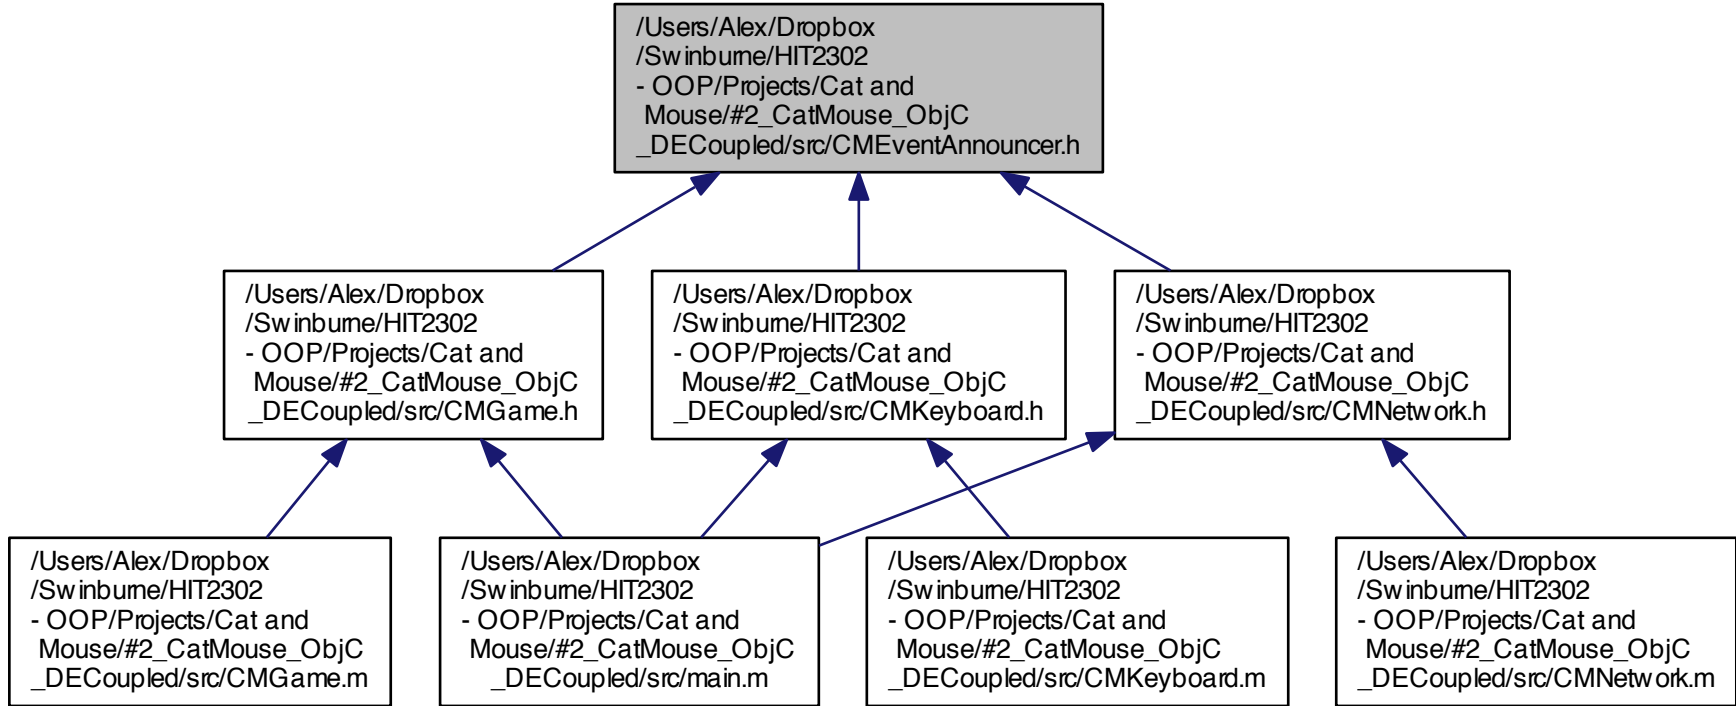 /Users/Alex/Dropbox
/Swinburne/HIT2302
- OOP/Projects/Cat and
Mouse/#2_CatMouse_ObjC
_DECoupled/src/CMEventAnnouncer.h
/Users/Alex/Dropbox
/Swinburne/HIT2302
- OOP/Projects/Cat and
Mouse/#2_CatMouse_ObjC
_DECoupled/src/CMGame.h
/Users/Alex/Dropbox
/Swinburne/HIT2302
- OOP/Projects/Cat and
Mouse/#2_CatMouse_ObjC
_DECoupled/src/CMKeyboard.h
/Users/Alex/Dropbox
/Swinburne/HIT2302
- OOP/Projects/Cat and
Mouse/#2_CatMouse_ObjC
_DECoupled/src/CMNetwork.h
/Users/Alex/Dropbox
/Swinburne/HIT2302
- OOP/Projects/Cat and
Mouse/#2_CatMouse_ObjC
_DECoupled/src/CMGame.m
/Users/Alex/Dropbox
/Swinburne/HIT2302
- OOP/Projects/Cat and
Mouse/#2_CatMouse_ObjC
_DECoupled/src/main.m
/Users/Alex/Dropbox
/Swinburne/HIT2302
- OOP/Projects/Cat and
Mouse/#2_CatMouse_ObjC
_DECoupled/src/CMKeyboard.m
/Users/Alex/Dropbox
/Swinburne/HIT2302
- OOP/Projects/Cat and
Mouse/#2_CatMouse_ObjC
_DECoupled/src/CMNetwork.m